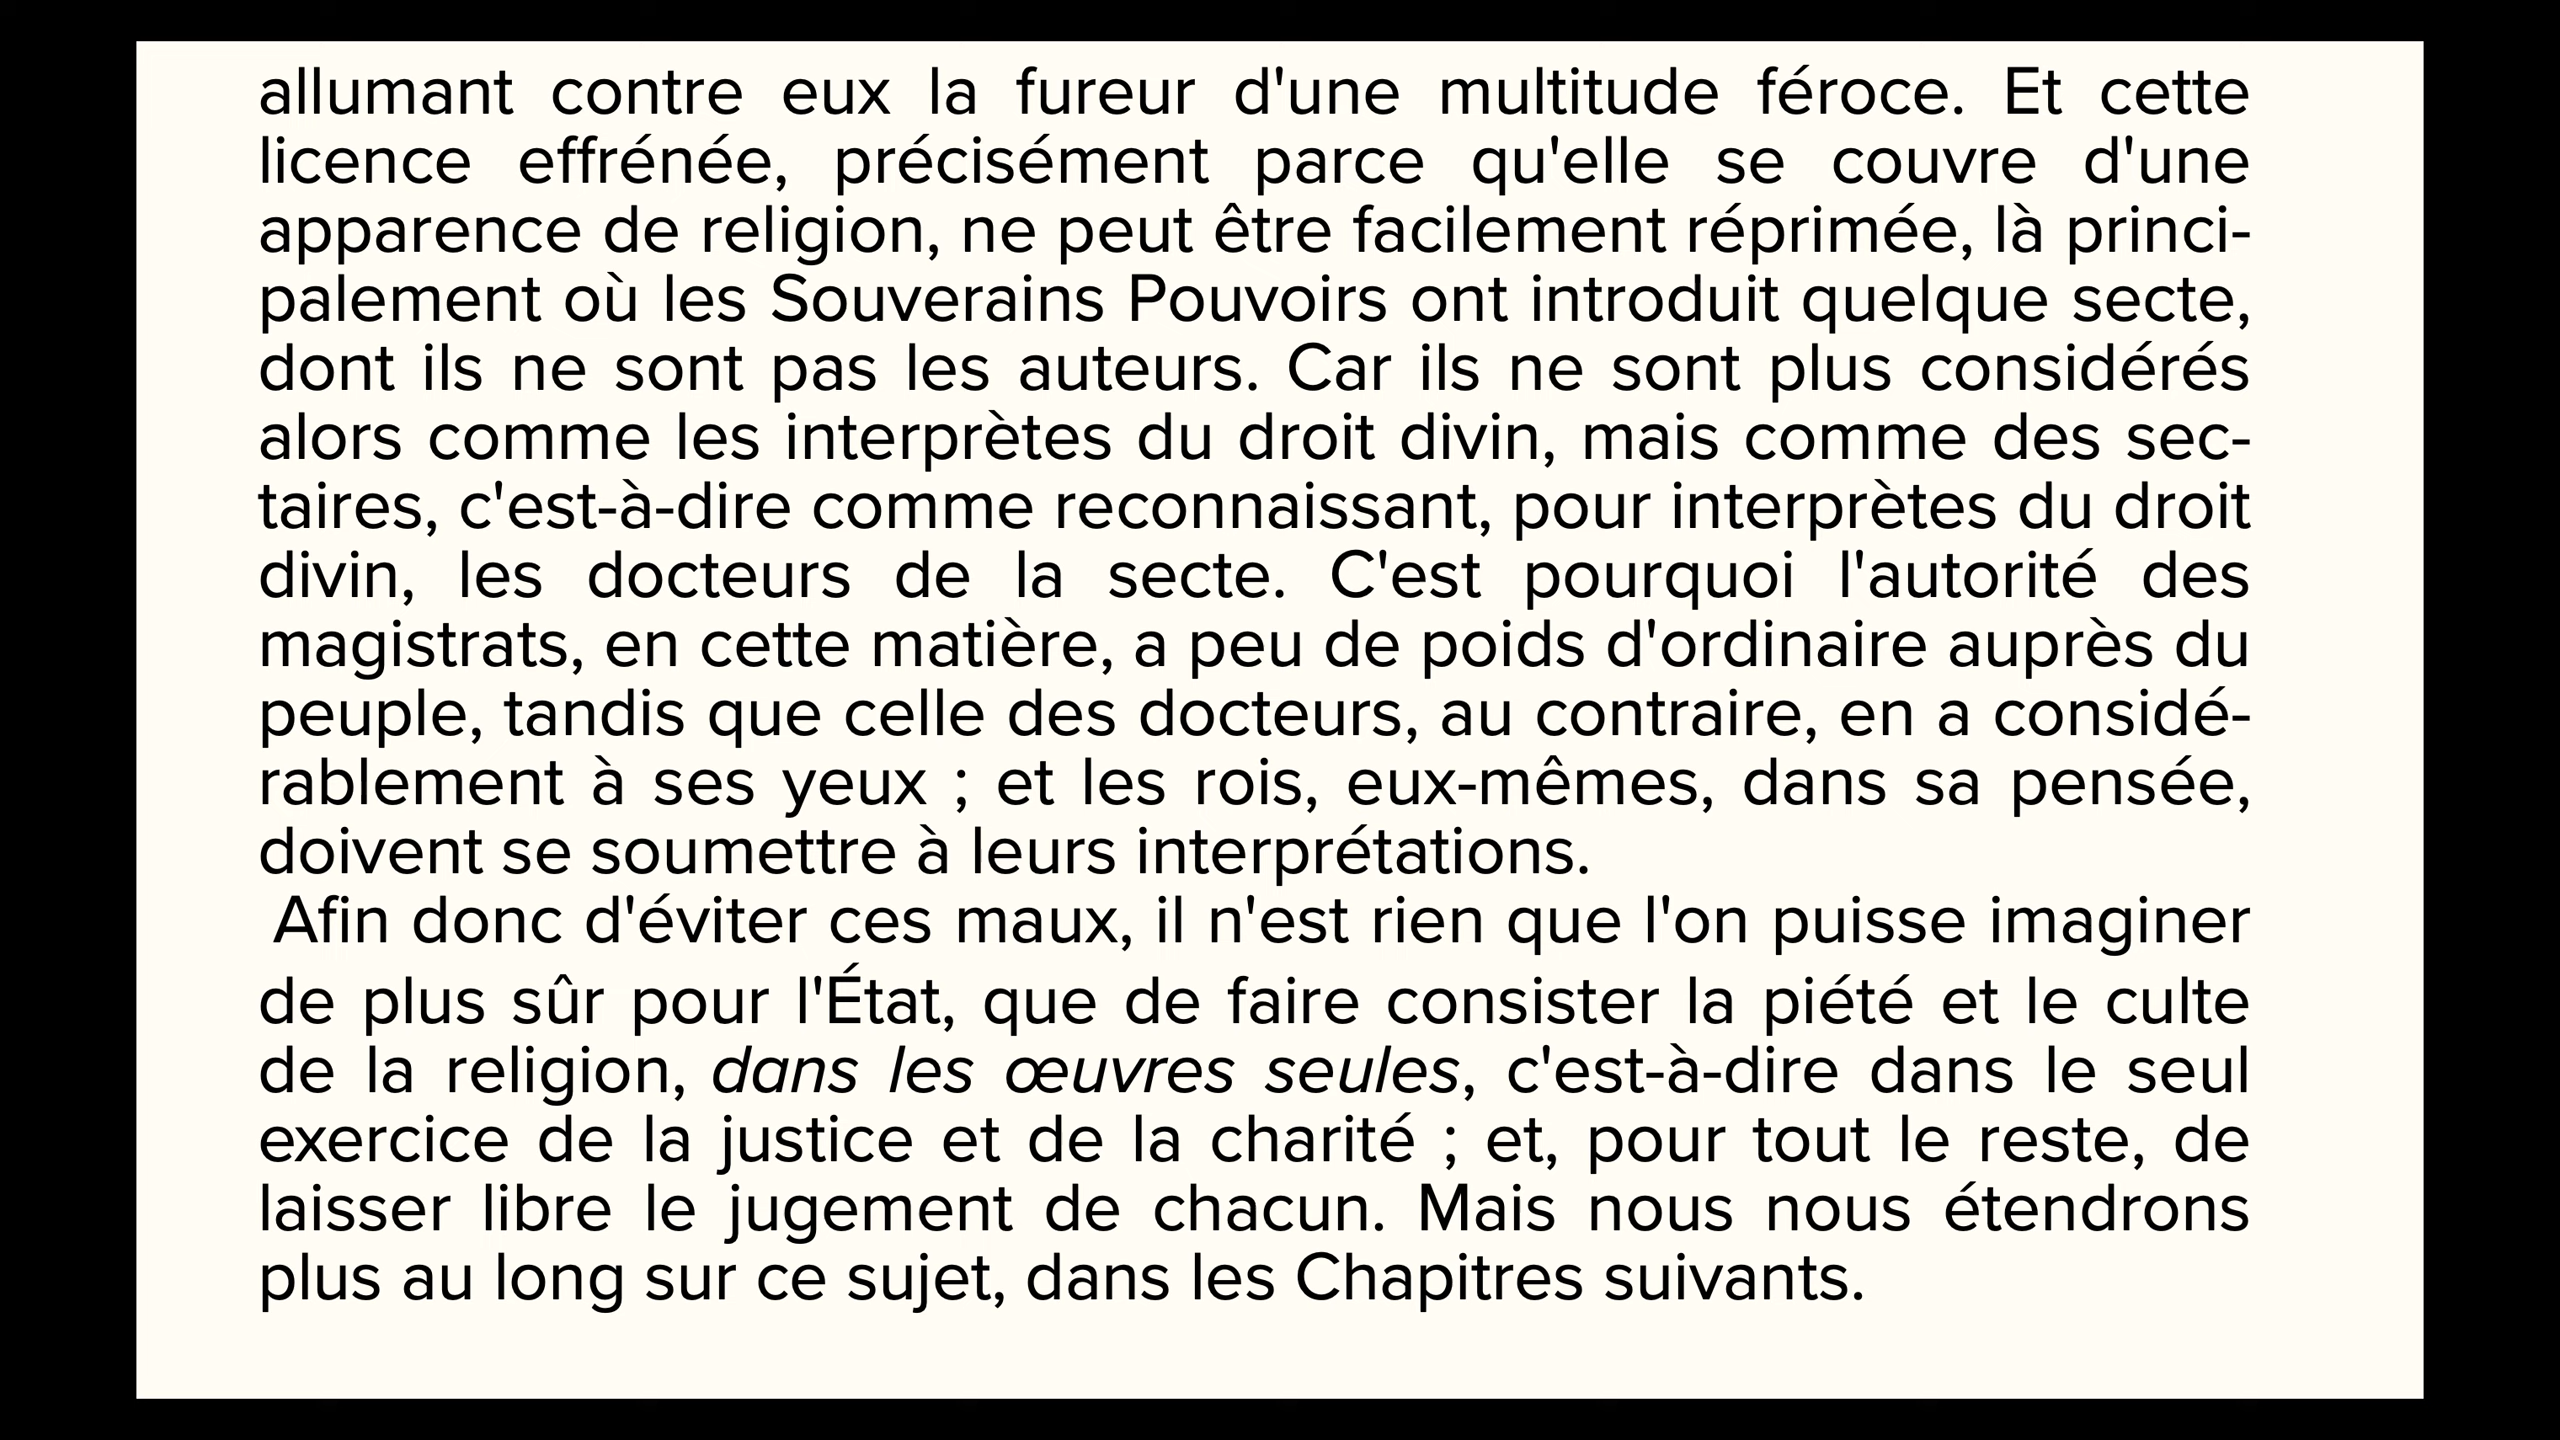 allumant contre eux la fureur d'une multitude féroce. Et cette
licence effrénée, précisément parce qu'elle se couvre d'une
apparence de religion, ne peut être facilement réprimée, là princi-
palement où les Souverains Pouvoirs ont introduit quelque secte,
dont ils ne sont pas les auteurs. Car ils ne sont plus considérés
alors comme les interprètes du droit divin, mais comme des sec-
taires, c'est-à-dire comme reconnaissant, pour interprètes du droit
divin, les docteurs de la secte. C'est pourquoi l'autorité des
magistrats, en cette matière, a peu de poids d'ordinaire auprès du
peuple, tandis que celle des docteurs, au contraire, en a considé-
rablement à ses yeux ; et les rois, eux-mêmes, dans sa pensée,
doivent se soumettre à leurs interprétations.
Afin donc d'éviter ces maux, il n'est rien que l'on puisse imaginer
de plus sûr pour l'État, que de faire consister la piété et le culte
de la religion, dans les œuvres seules, c'est-à-dire dans le seul
exercice de la justice et de la charité ; et, pour tout le reste, de
laisser libre le jugement de chacun. Mais nous nous étendrons
plus au long sur ce sujet, dans les Chapitres suivants.